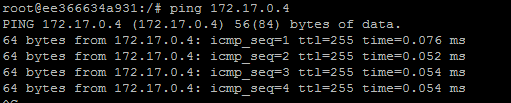 root@ee366634a931:/# ping 172.17.0.4
PING 172.17.0.4 (172.17.0.4) 56(84) bytes of data.
64 bytes from 172.17.0.4: icmp_seq=1 ttl=255 time=0.076 ms
64 bytes from 172.17.0.4: icmp_seq=2 ttl=255 time=0.052 ms
64 bytes from 172.17.0.4: icmp_seq=3 ttl=255 time=0.054 ms
64 bytes from 172.17.0.4: icmp_seq=4 ttl=255 time=0.054 ms